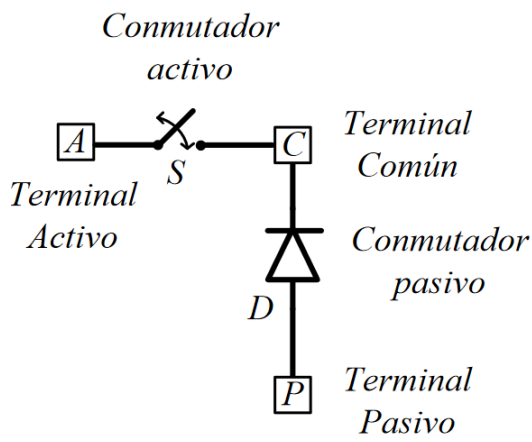 Conmutador
activo
A
S
C
Terminal
Común
Terminal
Activo
Conmutador
pasivo
D
P
Terminal
Pasivo